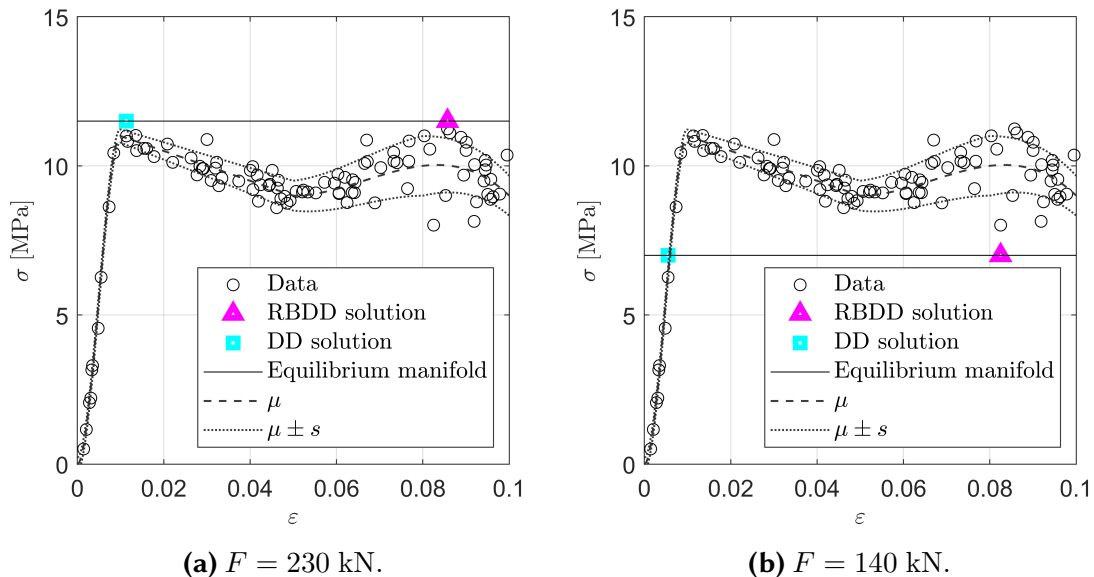 15
10
5
0
σ [MPa]
0 0.02 0.04 0.06 0.08 0.1
ε
Data
RBDD solution
DD solution
Equilibrium manifold
μ
μ ± s
(a) F = 230 kN.
15
10
5
0
σ [MPa]
0 0.02 0.04 0.06 0.08 0.1
ε
Data
RBDD solution
DD solution
Equilibrium manifold
μ
μ ± s
(b) F = 140 kN.